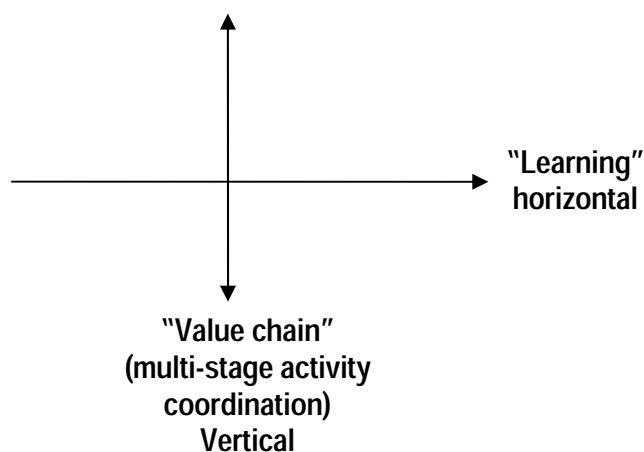 “Learning”
horizontal
“Value chain”
(multi-stage activity
coordination)
Vertical